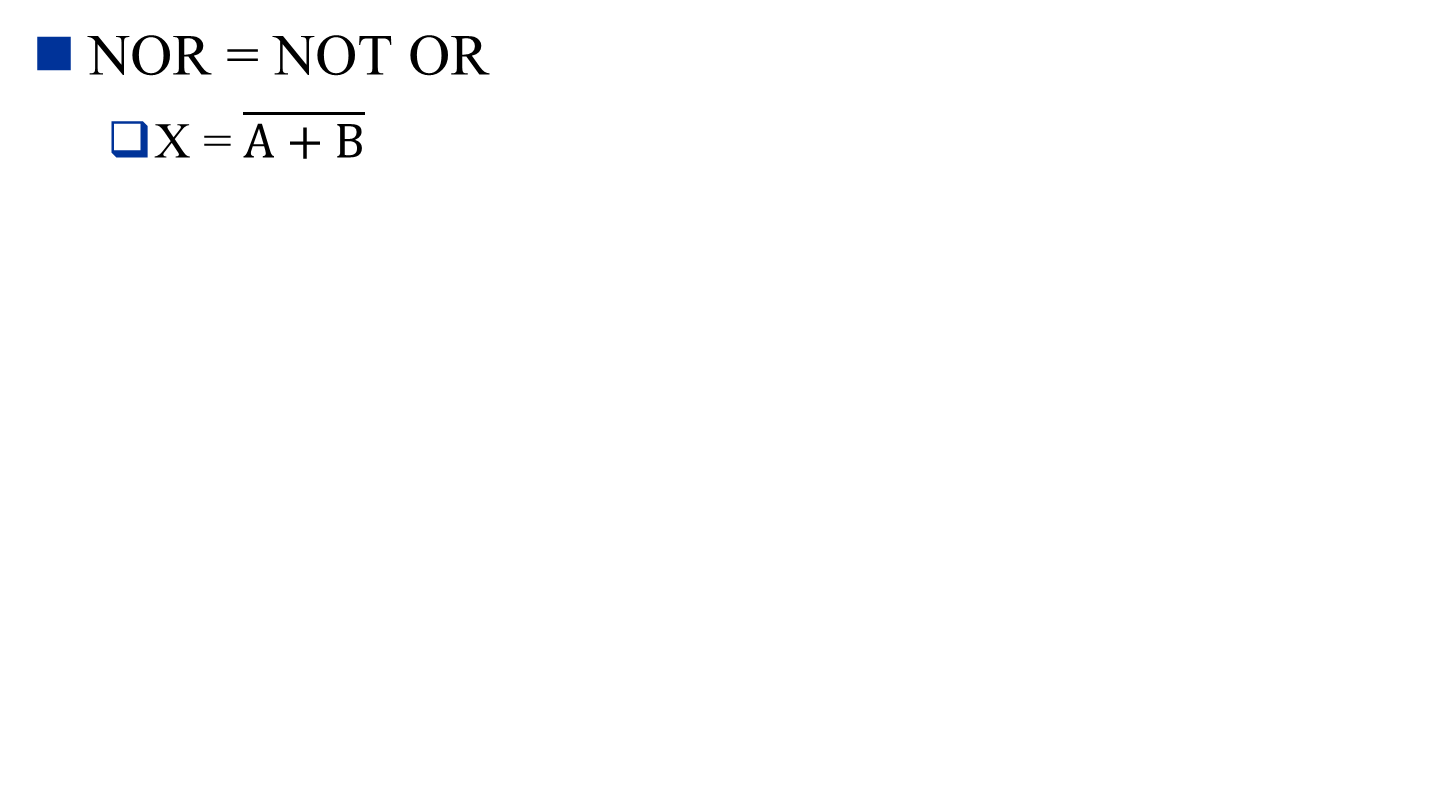 ■ NOR = NOT OR
❑ X = A̅ ̅+̅ ̅B̅